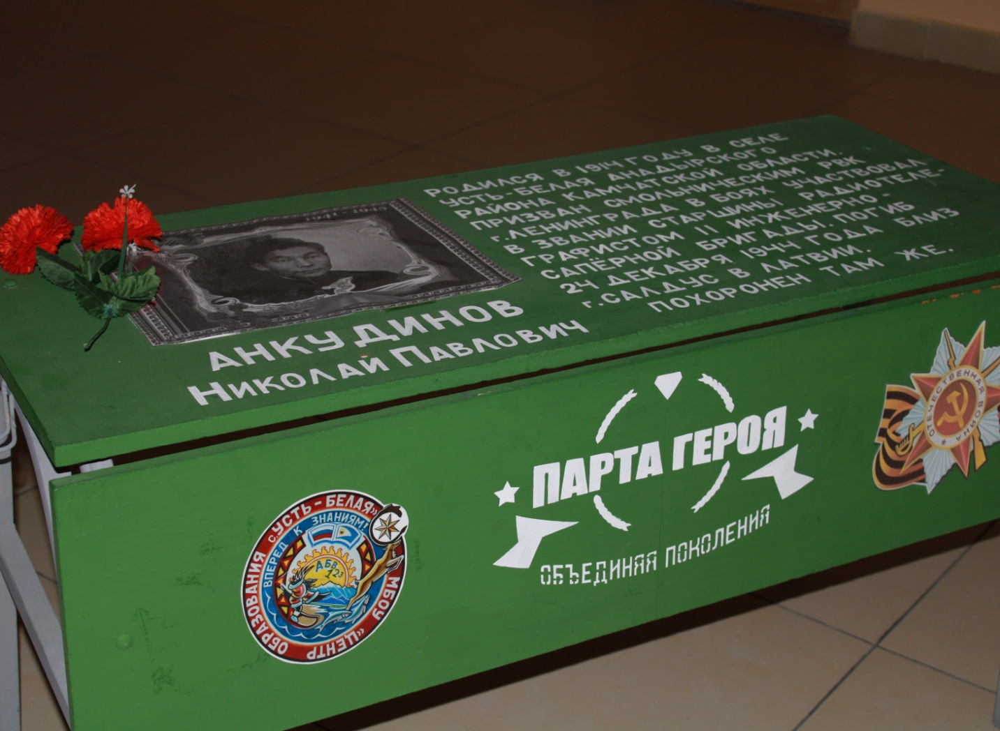 1941 - 1945
АНКУДИНОВ
НИКОЛАЙ ПАВЛОВИЧ
РОДИЛСЯ В 1914 ГОДУ В СЕЛЕ
УСТЬ-БЕЛАЯ АНАДЫРСКОГО
РАЙОНА КАМЧАТСКОЙ ОБЛАСТИ.
ПРИЗВАН СМОЛЬНИЧЕСКИМ РВК
г.ЛЕНИНГРАДА В БОЯХ УЧАСТВОВАЛ
В ЗВАНИИ СТАРШИНЫ РАДИОТЕЛЕ-
ГРАФИСТОМ II ИНЖЕНЕРНО-
САПЁРНОЙ БРИГАДЫ. ПОГИБ
24 ДЕКАБРЯ 1944 ГОДА БЛИЗ
г.САЛДУС В ЛАТВИИ.
ПОХОРОНЕН ТАМ ЖЕ.
МБОУ «ЦЕНТР ОБРАЗОВАНИЯ с.УСТЬ-БЕЛАЯ»
ВПЕРЕД К ЗНАНИЯМ!
АБВ
123
ПАРТА ГЕРОЯ
ОБЪЕДИНЯЯ ПОКОЛЕНИЯ
ОТЕЧЕСТВЕННАЯ ВОЙНА